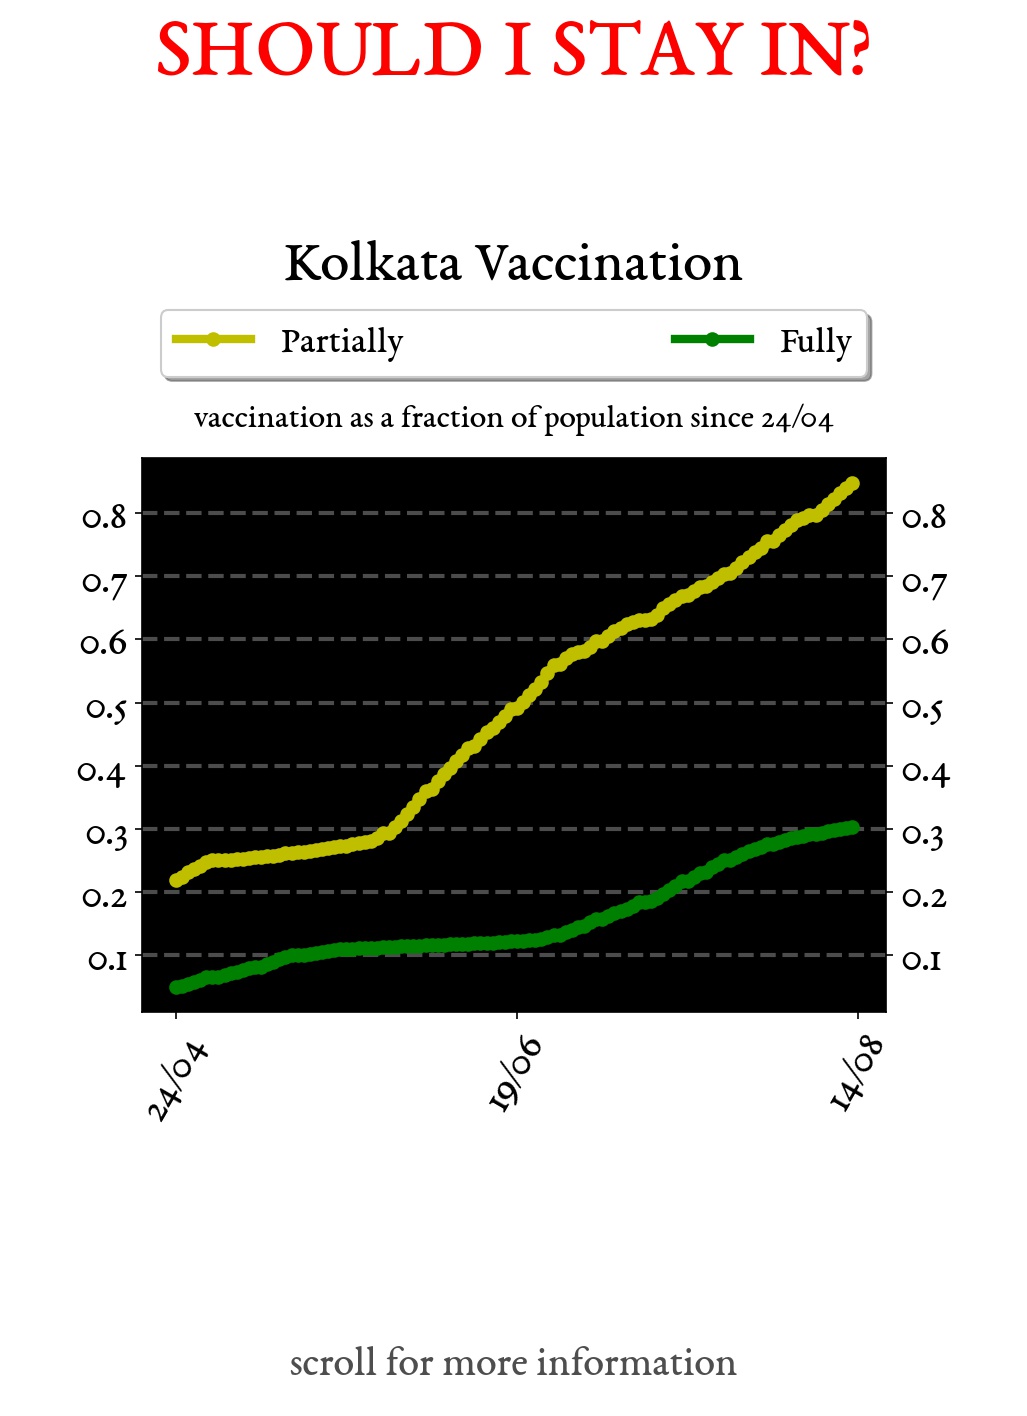 SHOULD I STAY IN?
Kolkata Vaccination
Partially Fully
vaccination as a fraction of population since 24/04
0.8 0.8
0.7 0.7
0.6 0.6
0.5 0.5
0.4 0.4
0.3 0.3
0.2 0.2
0.1 0.1
24/04 19/06 14/08
scroll for more information